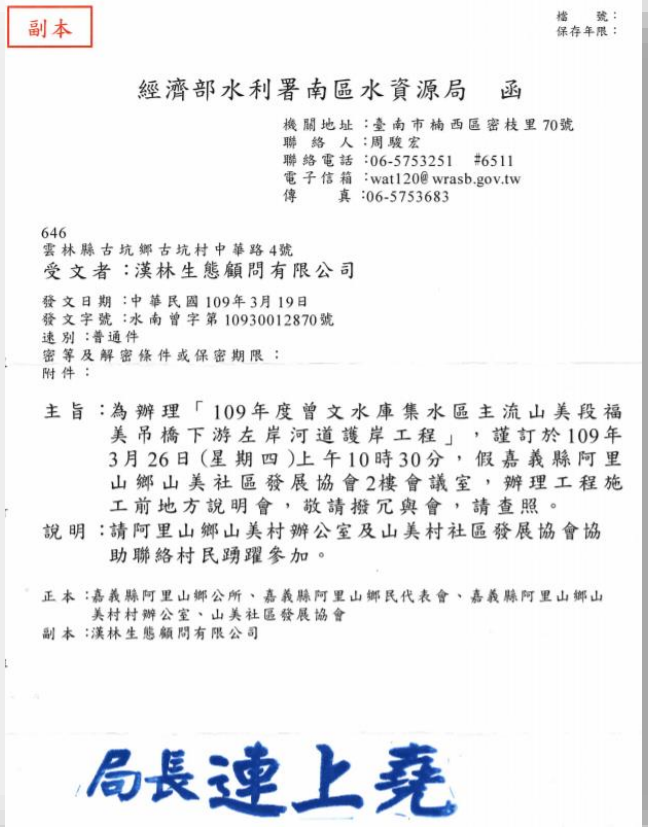 副本
檔　　號：
保存年限：
經濟部水利署南區水資源局　函
機關地址：臺南市楠西區密枝里70號
聯 絡 人：周駿宏
聯絡電話：06-5753251　#6511
電子信箱：wat120@wrasb.gov.tw
傳　　真：06-5753683
646
雲林縣古坑鄉古坑村中華路4號
受文者：漢林生態顧問有限公司
發文日期：中華民國109年3月19日
發文字號：水南曾字第10930012870號
速別：普通件
密等及解密條件或保密期限：
附件：
主旨：為辦理「109年度曾文水庫集水區主流山美段福
美吊橋下游左岸河道護岸工程」，謹訂於109年
3月26日(星期四)上午10時30分，假嘉義縣阿里
山鄉山美社區發展協會2樓會議室，辦理工程施
工前地方說明會，敬請撥冗與會，請查照。
說明：請阿里山鄉山美村辦公室及山美村社區發展協會協
助聯絡村民踴躍參加。
正本：嘉義縣阿里山鄉公所、嘉義縣阿里山鄉民代表會、嘉義縣阿里山鄉山
美村村辦公室、山美社區發展協會
副本：漢林生態顧問有限公司
局長連上堯